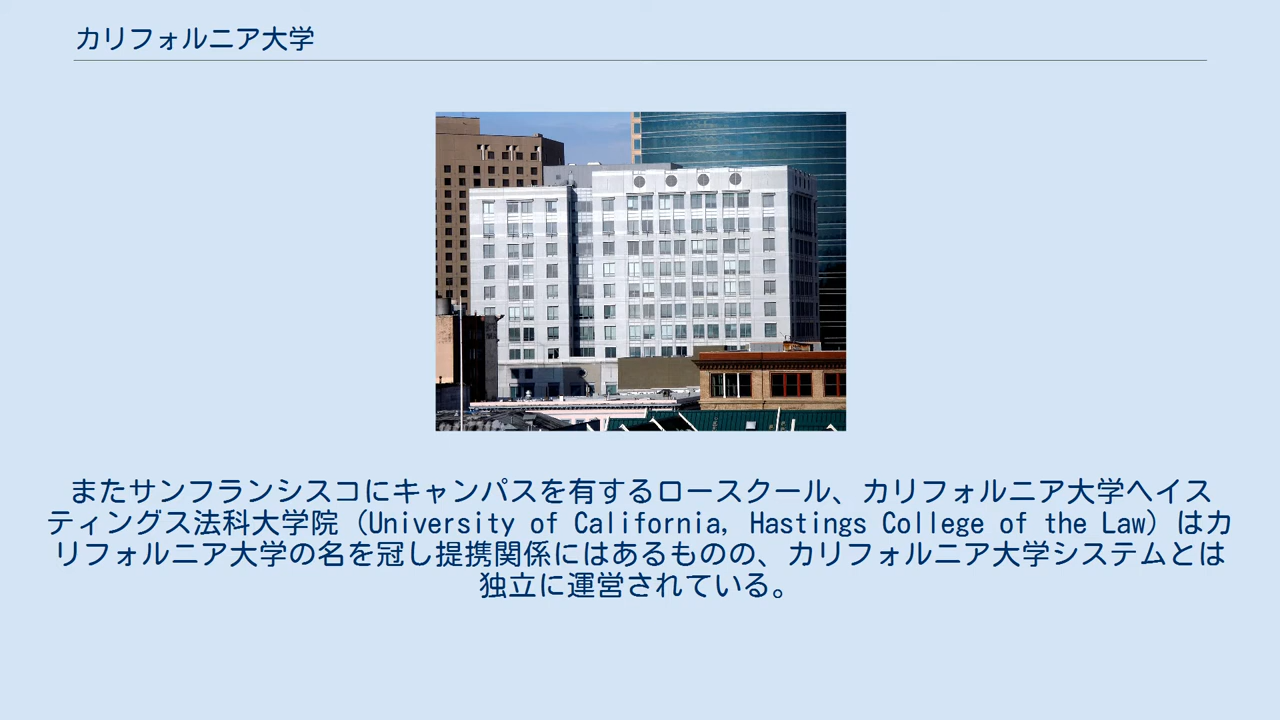 カリフォルニア大学
またサンフランシスコにキャンパスを有するロースクール、カリフォルニア大学ヘイス
ティングス法科大学院（University of California, Hastings College of the Law）はカ
リフォルニア大学の名を冠し提携関係にはあるものの、カリフォルニア大学システムとは
独立に運営されている。